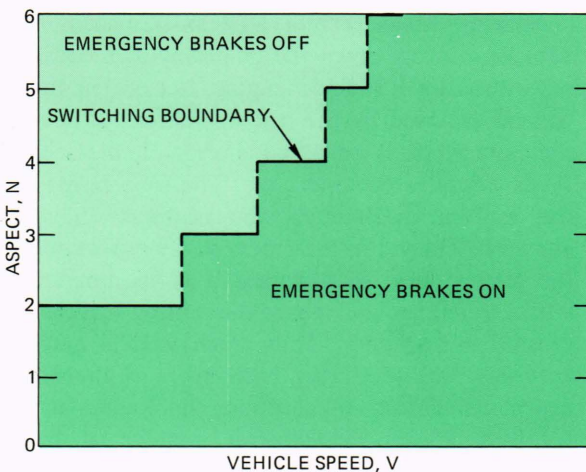 6
EMERGENCY BRAKES OFF
5
SWITCHING BOUNDARY
4
ASPECT, N
3
EMERGENCY BRAKES ON
2
1
0
VEHICLE SPEED, V